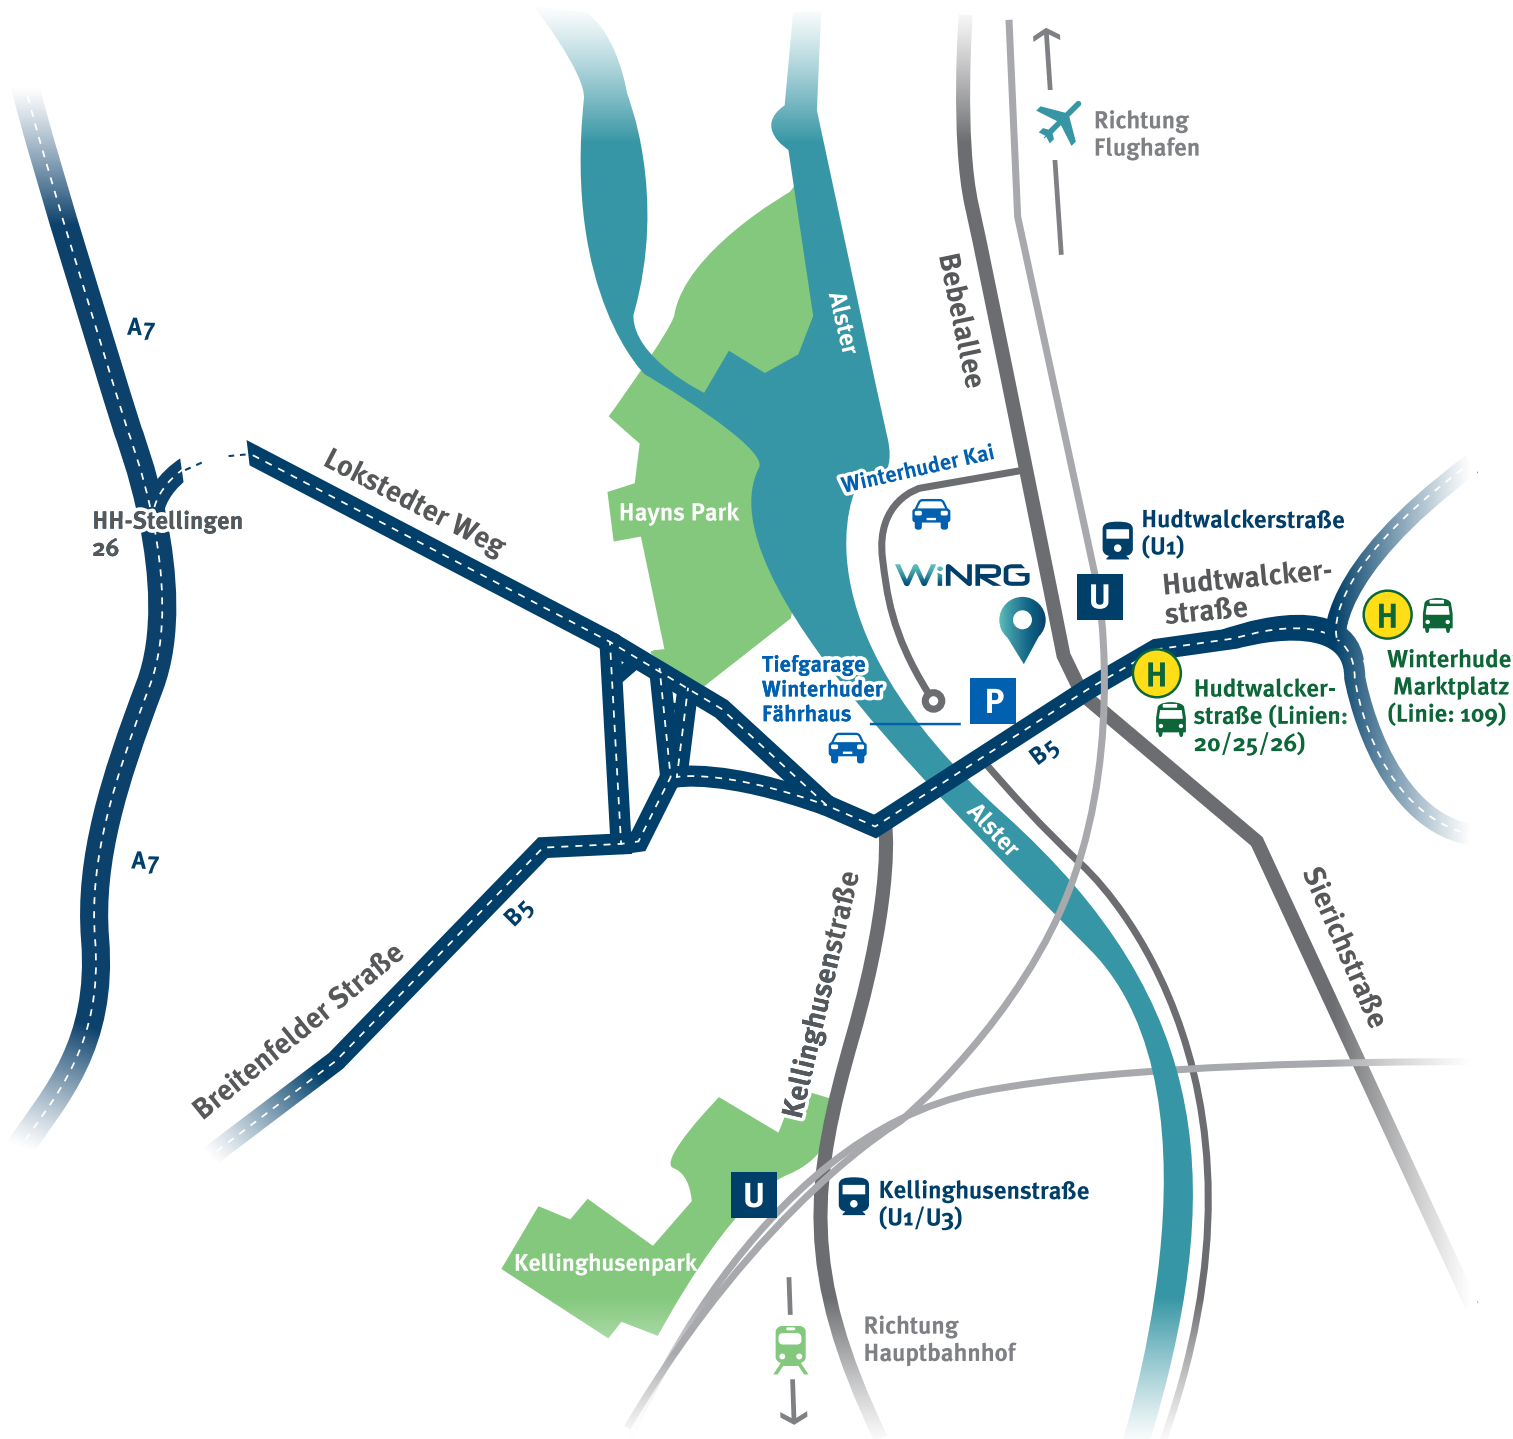 Richtung
Flughafen
Bebelallee
Alster
A7
Lokstedter Weg
Winterhuder Kai
Hayns Park
HH-Stellingen
26
Hudtwalckerstraße
(U1)
WiNRG
U
Hudtwalcker-
straße
H
Winterhude
Marktplatz
(Linie: 109)
Tiefgarage
Winterhuder
Fährhaus
P
H
Hudtwalcker-
straße (Linien:
20/25/26)
B5
Alster
A7
B5
Kellinghusenstraße
Sierichstraße
Breitenfelder Straße
U
Kellinghusenstraße
(U1/U3)
Kellinghusenpark
Richtung
Hauptbahnhof